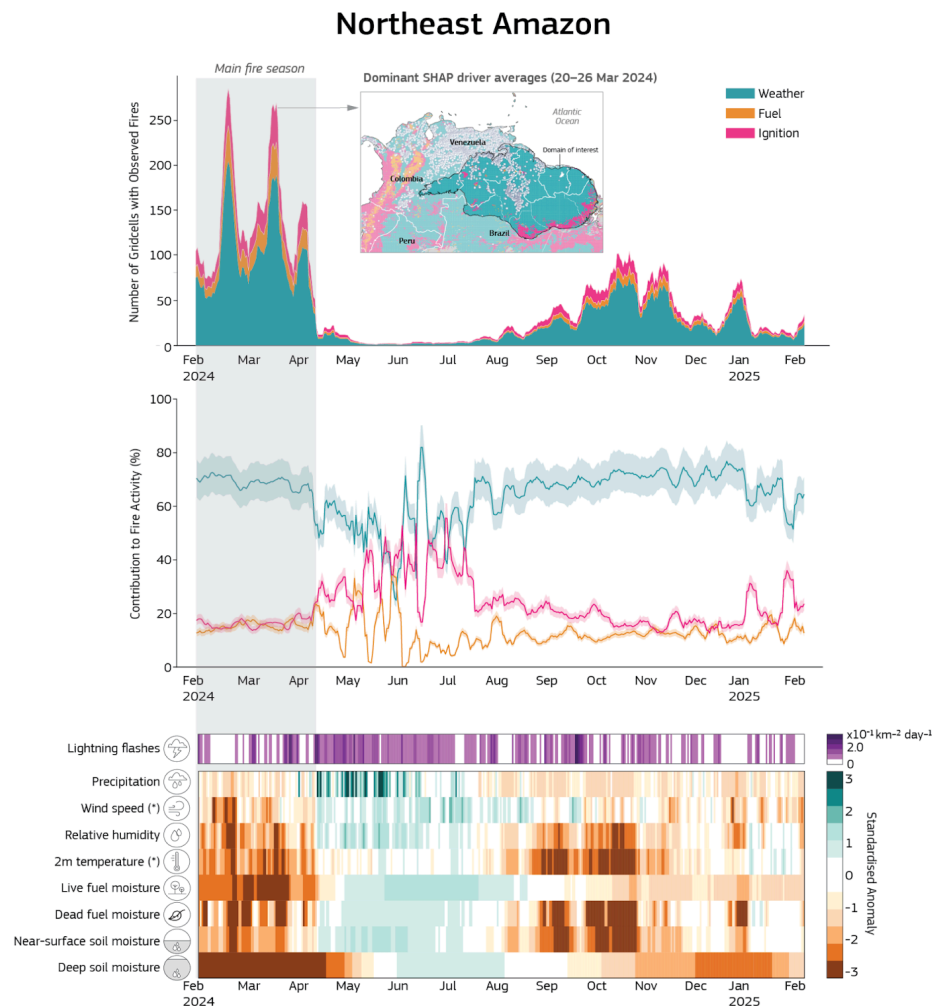 Northeast Amazon
Main fire season
Dominant SHAP driver averages (20–26 Mar 2024)
Weather
Fuel
Ignition
Atlantic
Ocean
Venezuela
Domain of Interest
Colombia
Peru
Brazil
Number of Gridcells with Observed Fires
250
200
150
100
50
0
Feb Mar Apr May Jun Jul Aug Sep Oct Nov Dec Jan Feb
2024 2025
Contribution to Fire Activity (%)
100
80
60
40
20
0
Feb Mar Apr May Jun Jul Aug Sep Oct Nov Dec Jan Feb
2024 2025
Lightning flashes
x10⁻¹ km⁻² day⁻¹
2.0
0
Precipitation
Wind speed (*)
Relative humidity
2m temperature (*)
Live fuel moisture
Dead fuel moisture
Near-surface soil moisture
Deep soil moisture
3
2
1
0
−1
−2
−3
Standardised Anomaly
Feb Mar Apr May Jun Jul Aug Sep Oct Nov Dec Jan Feb
2024 2025